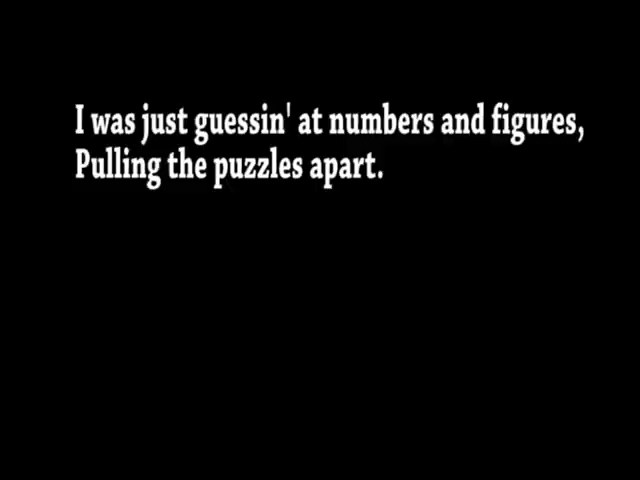 I was just guessin' at numbers and figures,
Pulling the puzzles apart.